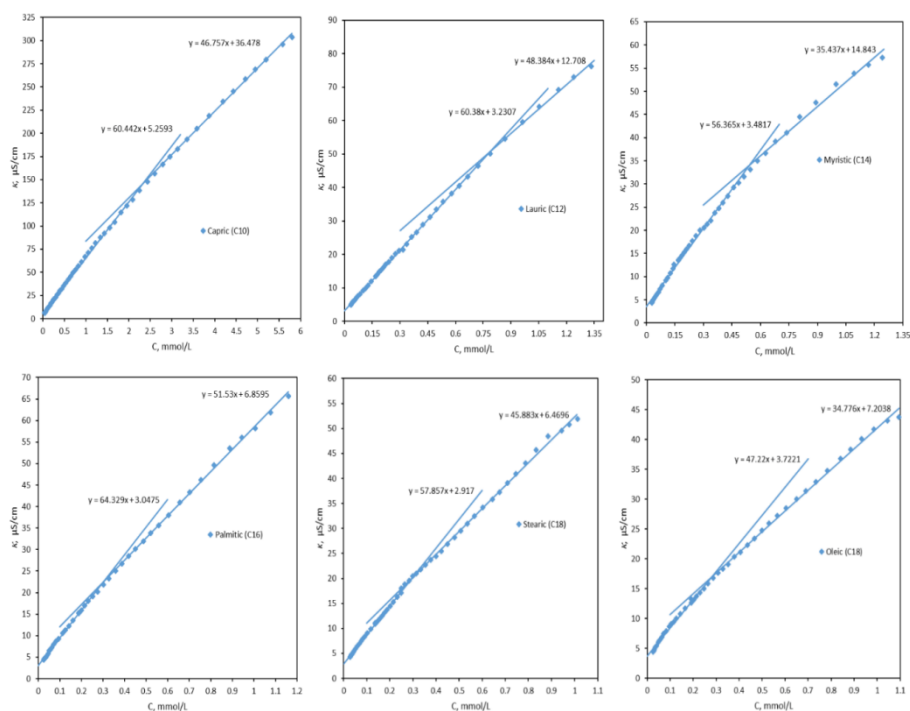 325
300
275
250
225
200
175
150
125
100
75
50
25
0
κ, μS/cm
y = 46.757x + 36.478
y = 60.442x + 5.2593
Capric (C10)
0 0.5 1 1.5 2 2.5 3 3.5 4 4.5 5 5.5 6
C, mmol/L
90
80
70
60
50
40
30
20
10
0
κ, μS/cm
y = 48.384x + 12.708
y = 60.38x + 3.2307
Lauric (C12)
0 0.15 0.3 0.45 0.6 0.75 0.9 1.05 1.2 1.35
C, mmol/L
65
60
55
50
45
40
35
30
25
20
15
10
5
0
κ, μS/cm
y = 35.437x + 14.843
y = 56.365x + 3.4817
Myristic (C14)
0 0.15 0.3 0.45 0.6 0.75 0.9 1.05 1.2 1.35
C, mmol/L
70
65
60
55
50
45
40
35
30
25
20
15
10
5
0
κ, μS/cm
y = 51.53x + 6.8595
y = 64.329x + 3.0475
Palmitic (C16)
0 0.1 0.2 0.3 0.4 0.5 0.6 0.7 0.8 0.9 1 1.1 1.2
C, mmol/L
60
55
50
45
40
35
30
25
20
15
10
5
0
κ, μS/cm
y = 45.883x + 6.4696
y = 57.857x + 2.917
Stearic (C18)
0 0.1 0.2 0.3 0.4 0.5 0.6 0.7 0.8 0.9 1 1.1
C, mmol/L
50
45
40
35
30
25
20
15
10
5
0
κ, μS/cm
y = 34.776x + 7.2038
y = 47.22x + 3.7221
Oleic (C18)
0 0.1 0.2 0.3 0.4 0.5 0.6 0.7 0.8 0.9 1 1.1
C, mmol/L